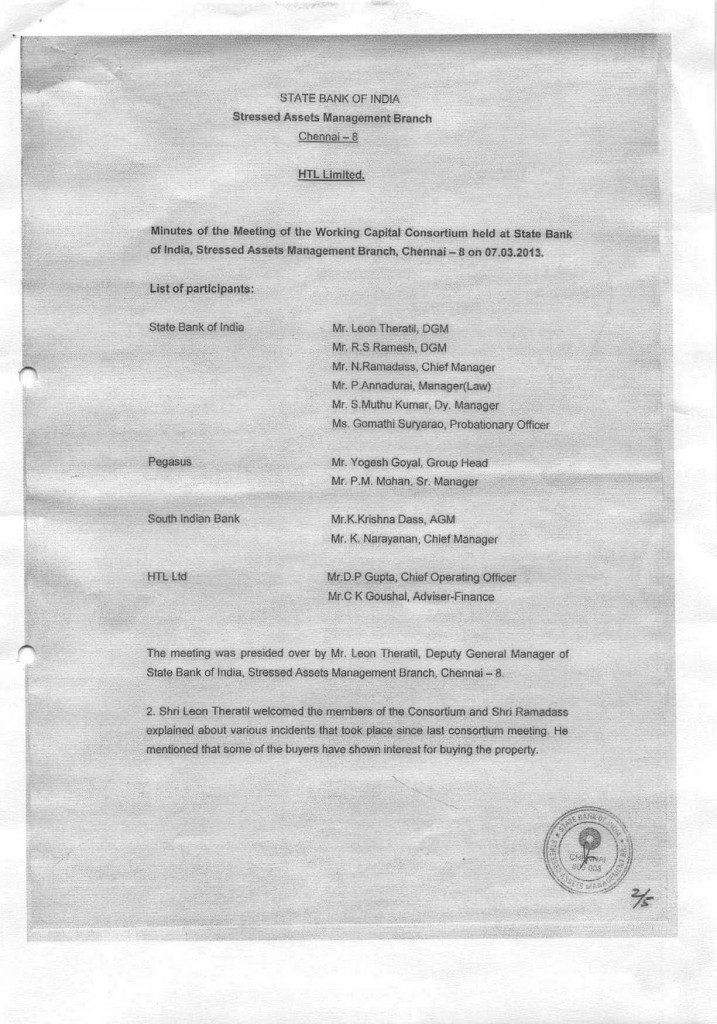 STATE BANK OF INDIA
Stressed Assets Management Branch
Chennai – 8
HTL Limited.
Minutes of the Meeting of the Working Capital Consortium held at State Bank
of India, Stressed Assets Management Branch, Chennai – 8 on 07.03.2013.
List of participants:
State Bank of India Mr. Leon Theratil, DGM
Mr. R.S Ramesh, DGM
Mr. N.Ramadass, Chief Manager
Mr. P.Annadurai, Manager(Law)
Mr. S.Muthu Kumar, Dy. Manager
Ms. Gomathi Suryarao, Probationary Officer
Pegasus Mr. Yogesh Goyal, Group Head
Mr. P.M. Mohan, Sr. Manager
South Indian Bank Mr.K.Krishna Dass, AGM
Mr. K. Narayanan, Chief Manager
HTL Ltd Mr.D.P Gupta, Chief Operating Officer
Mr.C K Goushal, Adviser-Finance
The meeting was presided over by Mr. Leon Theratil, Deputy General Manager of
State Bank of India, Stressed Assets Management Branch, Chennai – 8.
2. Shri Leon Theratil welcomed the members of the Consortium and Shri Ramadass
explained about various incidents that took place since last consortium meeting. He
mentioned that some of the buyers have shown interest for buying the property.
STATE BANK OF INDIA
CHENNAI
600 008
STRESSED ASSETS MANAGEMENT BR.
2/5